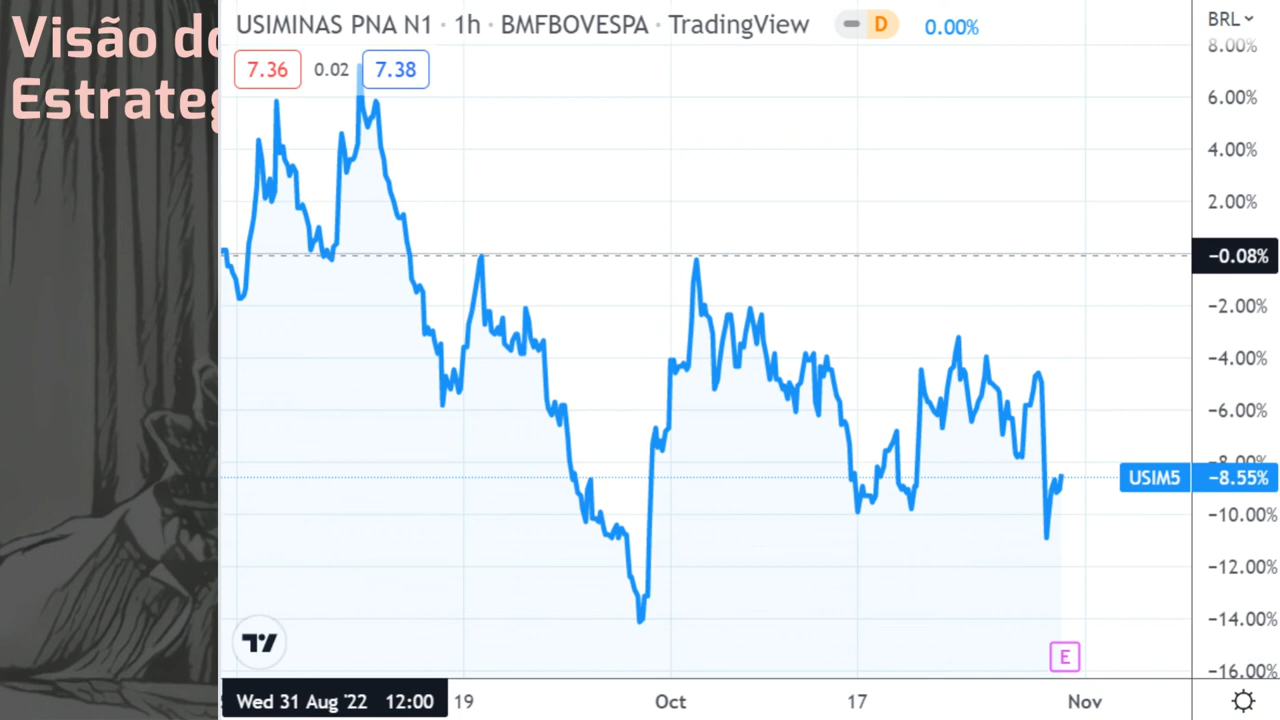 Visão do
Estrateg
USIMINAS PNA N1 · 1h · BMFBOVESPA · TradingView
D
0.00%
BRL
7.36
0.02
7.38
8.00%
6.00%
4.00%
2.00%
−0.08%
−2.00%
−4.00%
−6.00%
−8.00%
USIM5
−8.55%
−10.00%
−12.00%
−14.00%
−16.00%
E
Wed 31 Aug '22 12:00
19
Oct
17
Nov